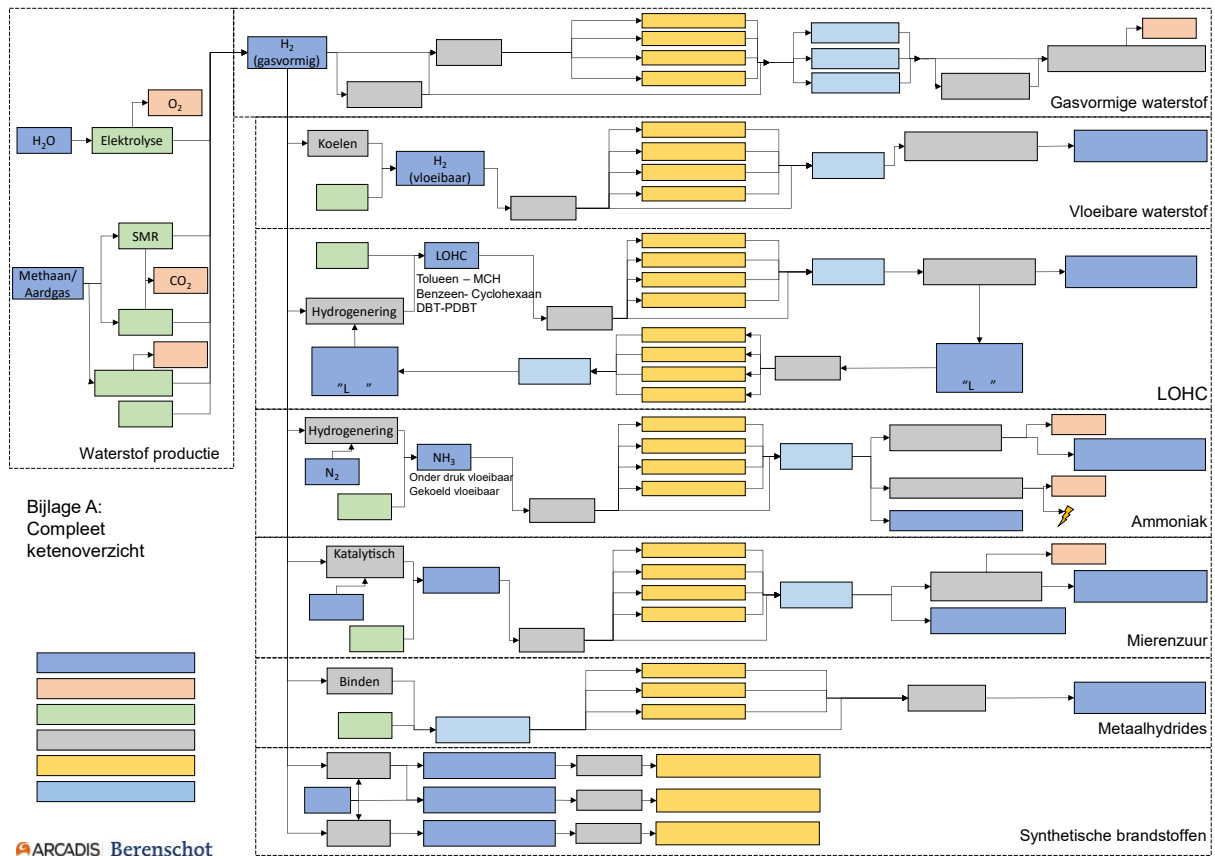 H₂
(gasvormig)
Gasvormige waterstof
O₂
H₂O
Elektrolyse
SMR
Methaan/
Aardgas
CO₂
Waterstof productie
Koelen
H₂
(vloeibaar)
Vloeibare waterstof
LOHC
Tolueen – MCH
Benzeen- Cyclohexaan
DBT-PDBT
Hydrogenering
"L ”
"L ”
LOHC
Hydrogenering
N₂
NH₃
Onder druk vloeibaar
Gekoeld vloeibaar
Ammoniak
Bijlage A:
Compleet
ketenoverzicht
Katalytisch
Mierenzuur
Binden
Metaalhydrides
Synthetische brandstoffen
ARCADIS Berenschot